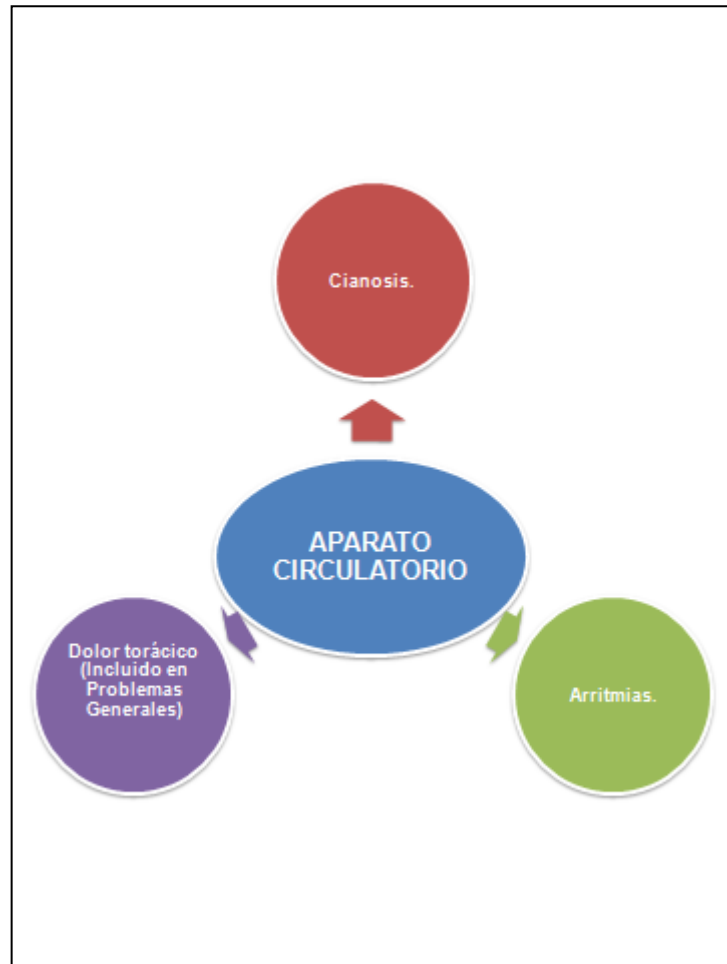 Cianosis.
APARATO
CIRCULATORIO
Dolor torácico
(Incluido en
Problemas
Generales)
Arritmias.